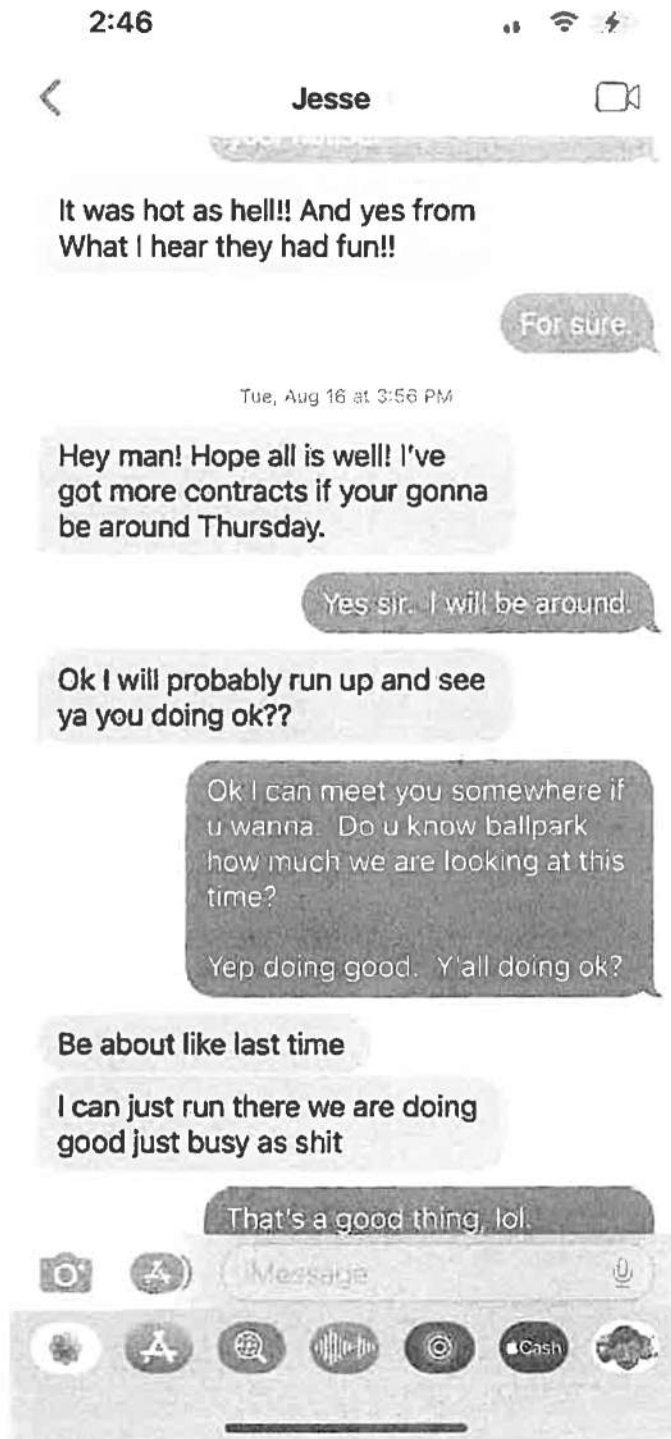 2:46
Jesse
It was hot as hell!! And yes from
What I hear they had fun!!
For sure.
Tue, Aug 16 at 3:56 PM
Hey man! Hope all is well! I've
got more contracts if your gonna
be around Thursday.
Yes sir.  I will be around.
Ok I will probably run up and see
ya you doing ok??
Ok I can meet you somewhere if
u wanna.  Do u know ballpark
how much we are looking at this
time?
Yep doing good.  Y'all doing ok?
Be about like last time
I can just run there we are doing
good just busy as shit
That's a good thing, lol.
iMessage
Cash